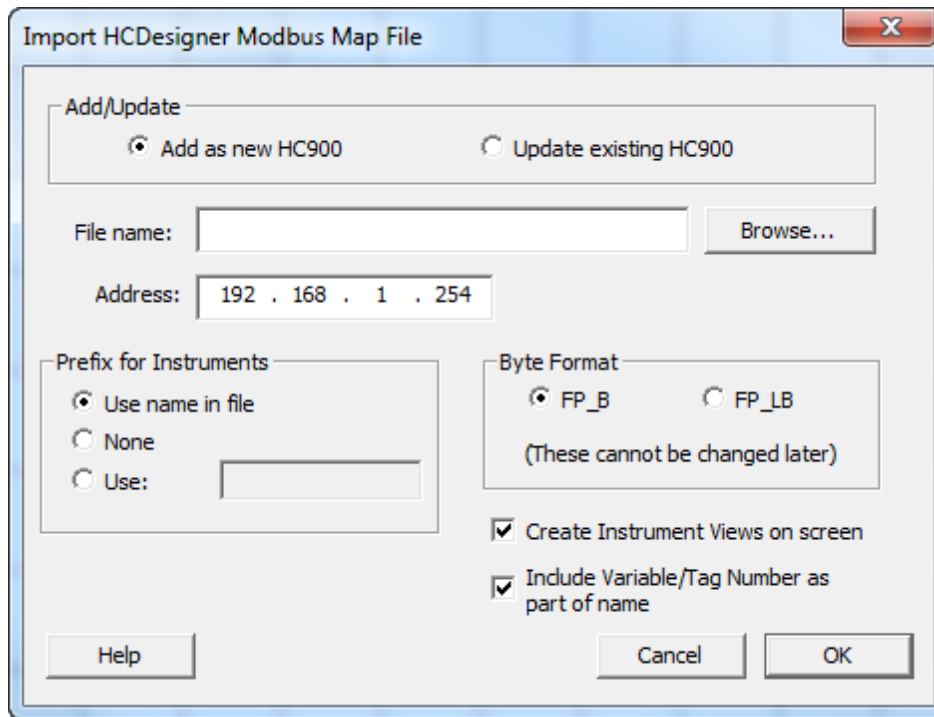 Import HCDesigner Modbus Map File
Add/Update
Add as new HC900
Update existing HC900
File name:
Browse...
Address:
192 . 168 . 1 . 254
Prefix for Instruments
Use name in file
None
Use:
Byte Format
FP_B
FP_LB
(These cannot be changed later)
Create Instrument Views on screen
Include Variable/Tag Number as
part of name
Help
Cancel
OK